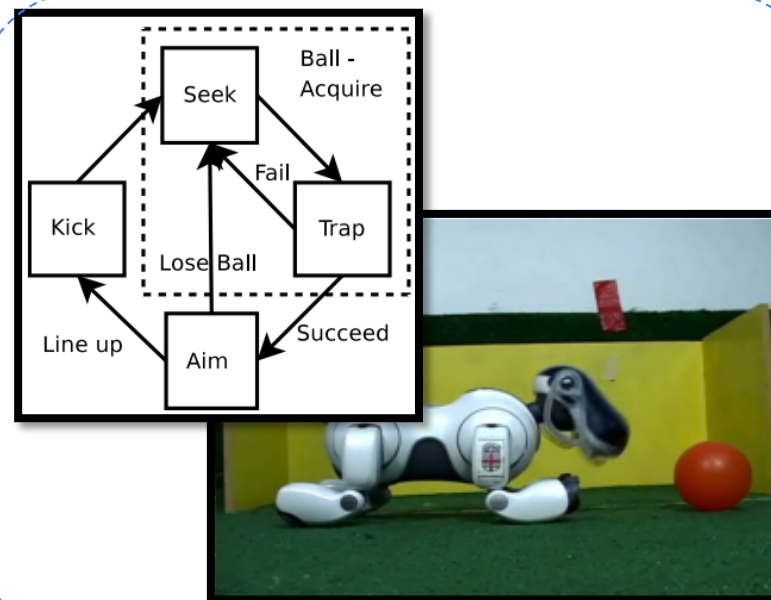 Ball -
Acquire
Seek
Fail
Kick
Trap
Lose Ball
Succeed
Line up
Aim